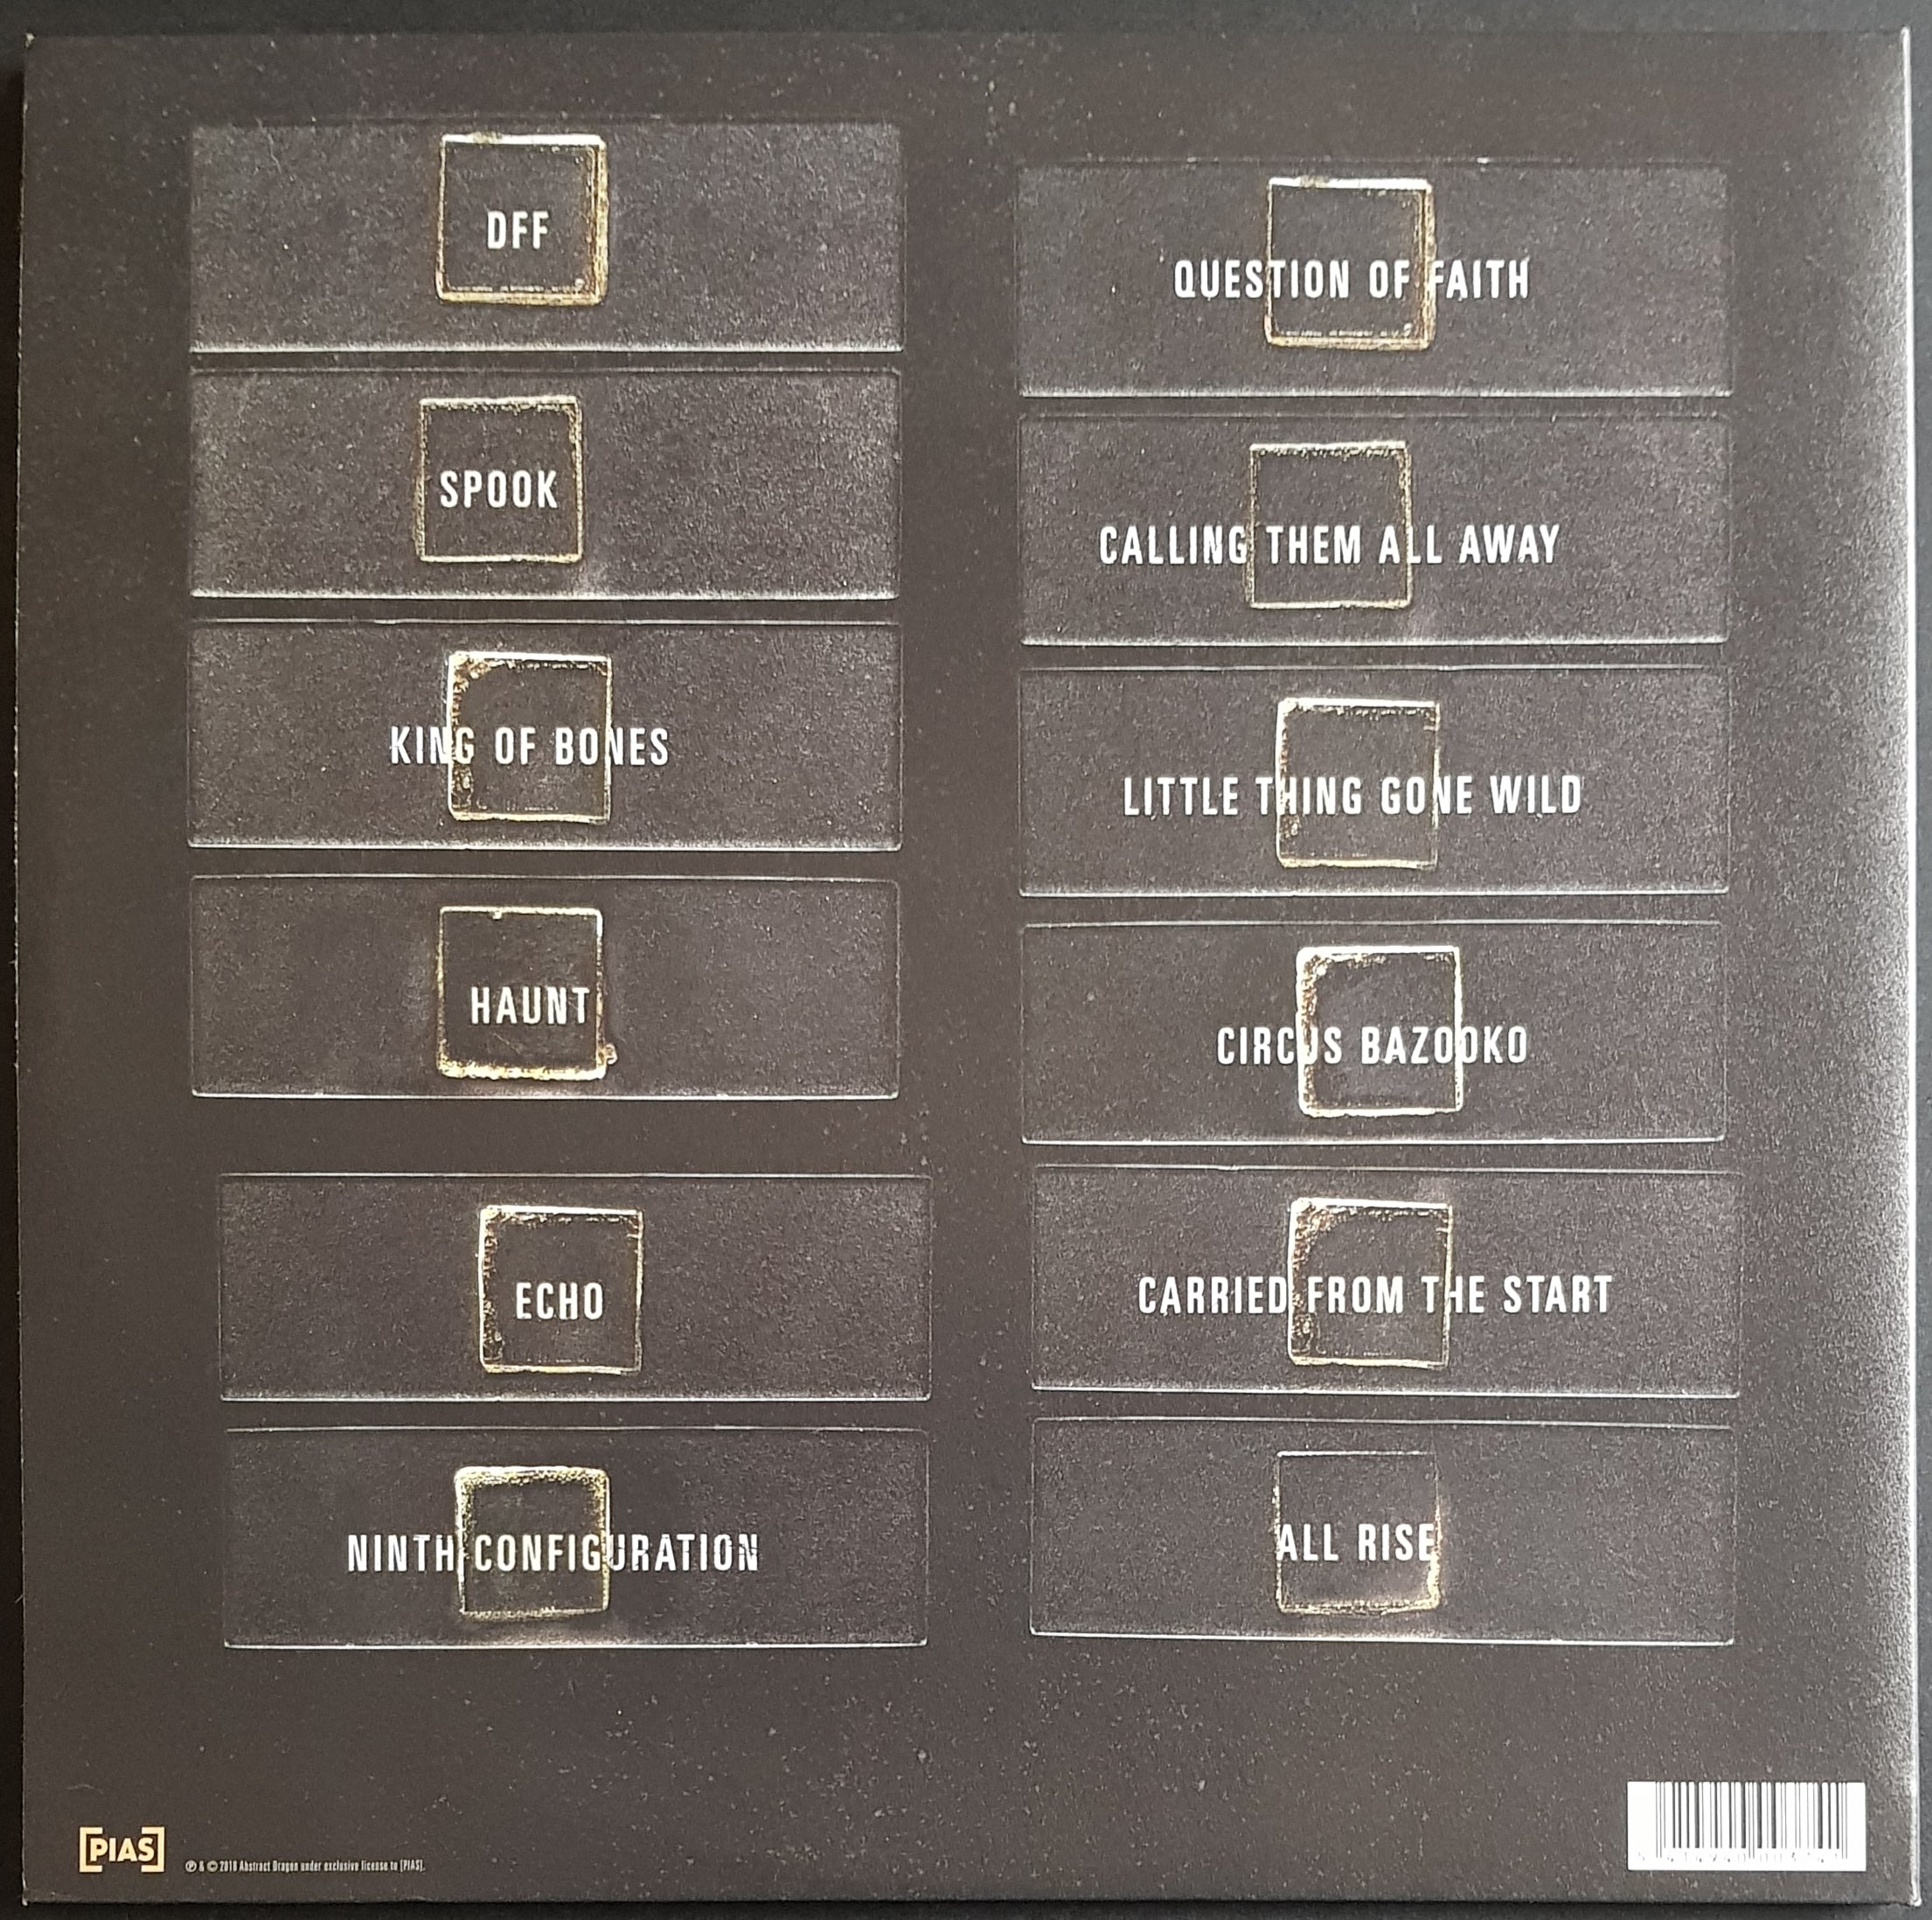 DFF
SPOOK
KING OF BONES
HAUNT
ECHO
NINTH CONFIGURATION
QUESTION OF FAITH
CALLING THEM ALL AWAY
LITTLE THING GONE WILD
CIRCUS BAZOOKO
CARRIED FROM THE START
ALL RISE
[PIAS]
℗ & © 2018 Abstract Dragon under exclusive license to [PIAS].